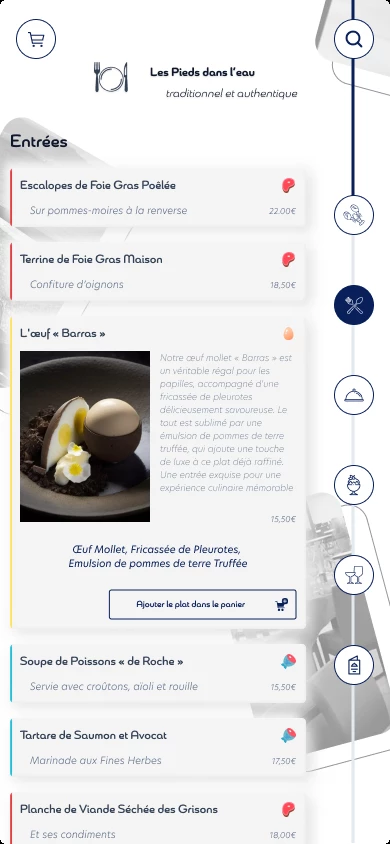 Les Pieds dans l'eau
traditionnel et authentique
Entrées
Escalopes de Foie Gras Poêlée
Sur pommes-moires à la renverse
22.00€
Terrine de Foie Gras Maison
Confiture d'oignons
18,50€
L'œuf « Barras »
Notre œuf mollet « Barras » est
un véritable régal pour les
papilles, accompagné d'une
fricassée de pleurotes
délicieusement savoureuse. Le
tout est sublimé par une
émulsion de pommes de terre
truffée, qui ajoute une touche
de luxe à ce plat déjà raffiné.
Une entrée exquise pour une
expérience culinaire mémorable
15,50€
Œuf Mollet, Fricassée de Pleurotes,
Emulsion de pommes de terre Truffée
Ajouter le plat dans le panier
Soupe de Poissons « de Roche »
Servie avec croûtons, aïoli et rouille
15,50€
Tartare de Saumon et Avocat
Marinade aux Fines Herbes
17,50€
Planche de Viande Séchée des Grisons
Et ses condiments
18,00€